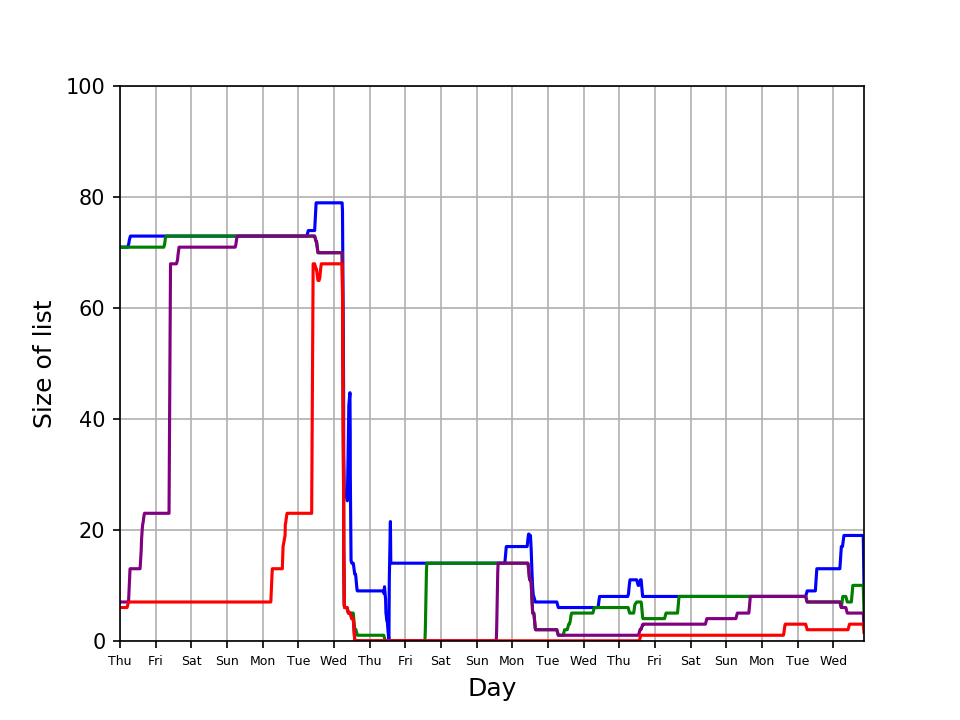 100
80
60
40
20
0
Size of list
Thu Fri Sat Sun Mon Tue Wed Thu Fri Sat Sun Mon Tue Wed Thu Fri Sat Sun Mon Tue Wed
Day